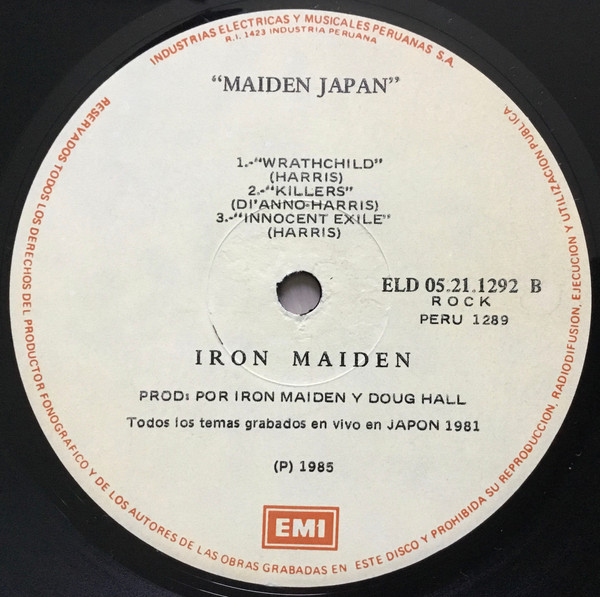 INDUSTRIAS ELECTRICAS Y MUSICALES PERUANAS S.A.
R.I. 1423 INDUSTRIA PERUANA
"MAIDEN JAPAN"
1.-"WRATHCHILD"
(HARRIS)
2.-"KILLERS"
(DI'ANNO-HARRIS)
3.-"INNOCENT EXILE"
(HARRIS)
ELD 05.21.1292 B
ROCK
PERU 1289
IRON MAIDEN
PROD: POR IRON MAIDEN Y DOUG HALL
Todos los temas grabados en vivo en JAPON 1981
(P) 1985
EMI
RESERVADOS TODOS LOS DERECHOS DEL PRODUCTOR FONOGRAFICO Y DE LOS AUTORES DE LAS OBRAS GRABADAS EN ESTE DISCO Y PROHIBIDA SU REPRODUCCION, RADIODIFUSION, EJECUCION Y UTILIZACION PUBLICA.